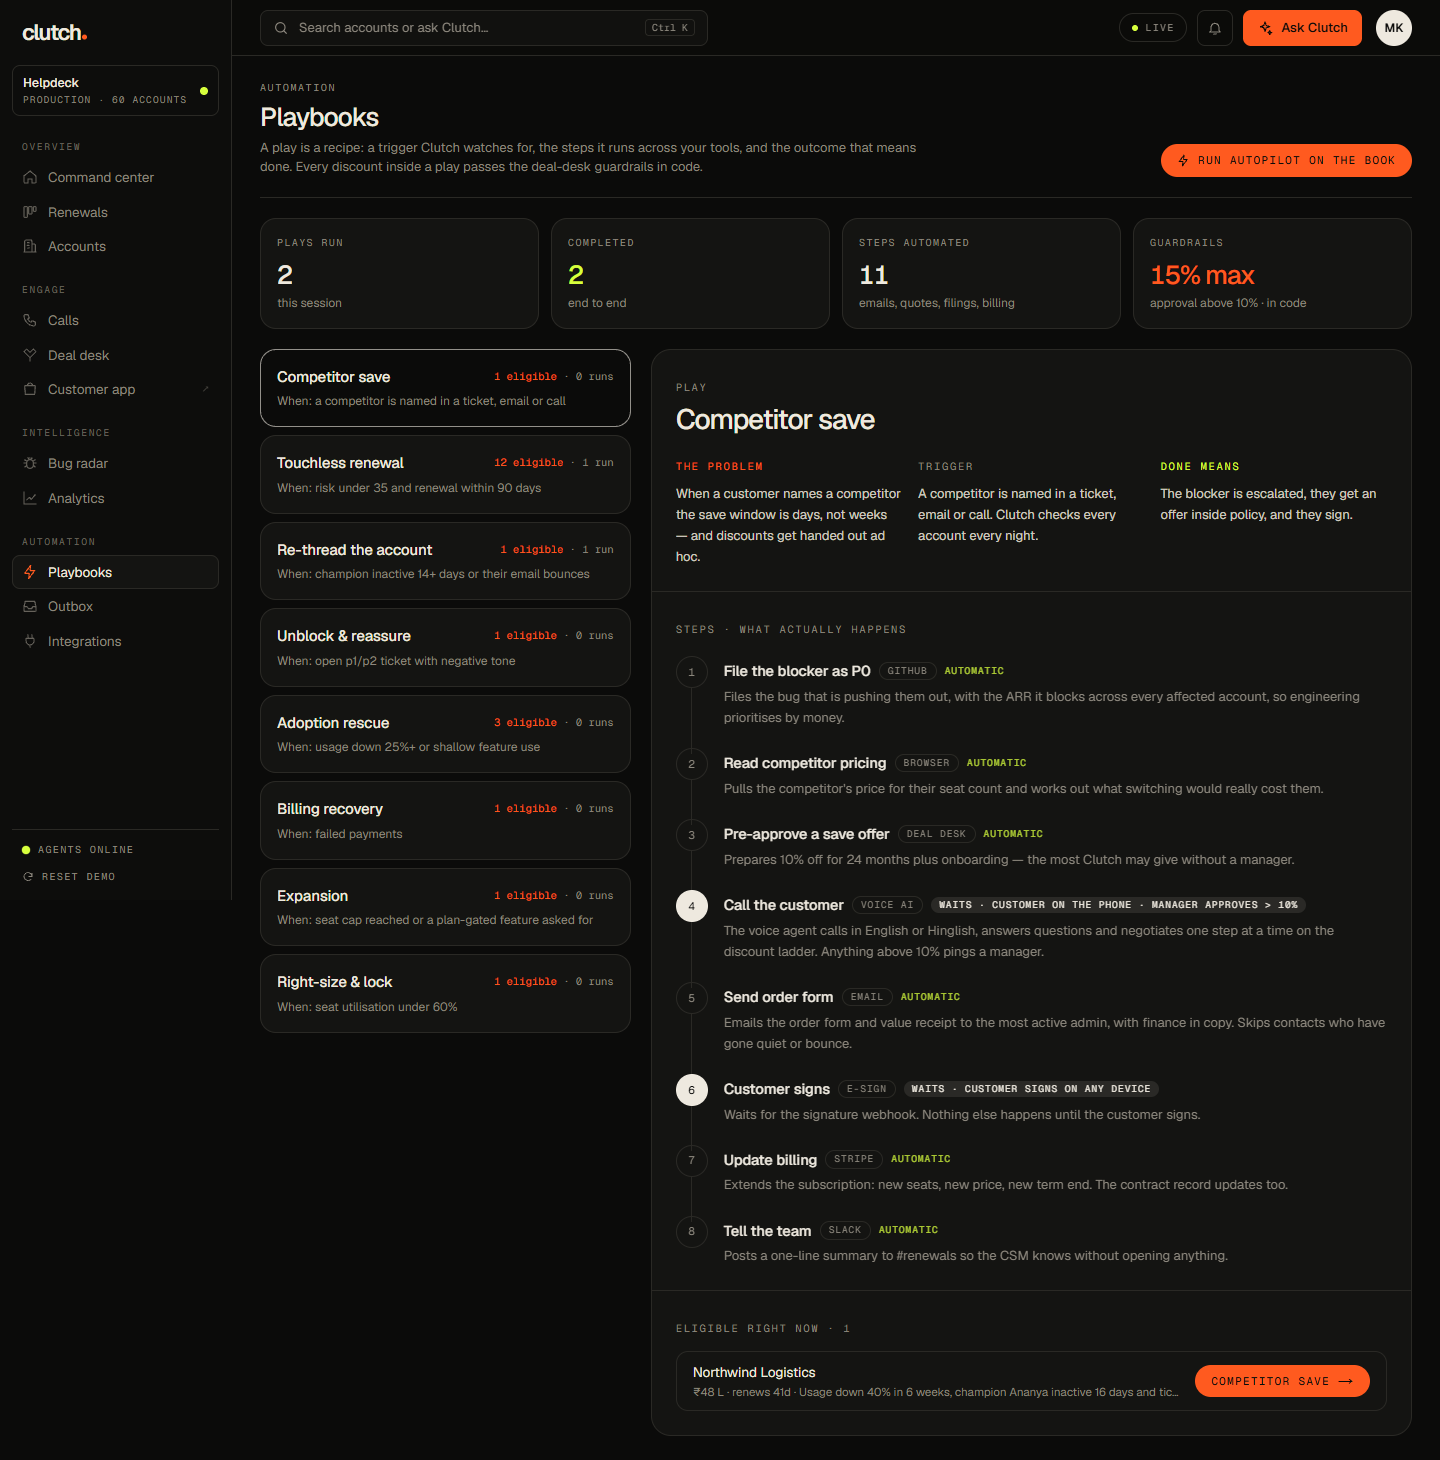 clutch.
Helpdeck
PRODUCTION · 60 ACCOUNTS
OVERVIEW
Command center
Renewals
Accounts
ENGAGE
Calls
Deal desk
Customer app ↗
INTELLIGENCE
Bug radar
Analytics
AUTOMATION
Playbooks
Outbox
Integrations
AGENTS ONLINE
RESET DEMO
Search accounts or ask Clutch...
Ctrl K
LIVE
Ask Clutch
MK
AUTOMATION
Playbooks
A play is a recipe: a trigger Clutch watches for, the steps it runs across your tools, and the outcome that means
done. Every discount inside a play passes the deal-desk guardrails in code.
RUN AUTOPILOT ON THE BOOK
PLAYS RUN
2
this session
COMPLETED
2
end to end
STEPS AUTOMATED
11
emails, quotes, filings, billing
GUARDRAILS
15% max
approval above 10% · in code
Competitor save 1 eligible · 0 runs
When: a competitor is named in a ticket, email or call
Touchless renewal 12 eligible · 1 run
When: risk under 35 and renewal within 90 days
Re-thread the account 1 eligible · 1 run
When: champion inactive 14+ days or their email bounces
Unblock & reassure 1 eligible · 0 runs
When: open p1/p2 ticket with negative tone
Adoption rescue 3 eligible · 0 runs
When: usage down 25%+ or shallow feature use
Billing recovery 1 eligible · 0 runs
When: failed payments
Expansion 1 eligible · 0 runs
When: seat cap reached or a plan-gated feature asked for
Right-size & lock 1 eligible · 0 runs
When: seat utilisation under 60%
PLAY
Competitor save
THE PROBLEM
When a customer names a competitor
the save window is days, not weeks
— and discounts get handed out ad
hoc.
TRIGGER
A competitor is named in a ticket,
email or call. Clutch checks every
account every night.
DONE MEANS
The blocker is escalated, they get an
offer inside policy, and they sign.
STEPS · WHAT ACTUALLY HAPPENS
1 File the blocker as P0 GITHUB AUTOMATIC
Files the bug that is pushing them out, with the ARR it blocks across every affected account, so engineering
prioritises by money.
2 Read competitor pricing BROWSER AUTOMATIC
Pulls the competitor's price for their seat count and works out what switching would really cost them.
3 Pre-approve a save offer DEAL DESK AUTOMATIC
Prepares 10% off for 24 months plus onboarding — the most Clutch may give without a manager.
4 Call the customer VOICE AI WAITS · CUSTOMER ON THE PHONE · MANAGER APPROVES > 10%
The voice agent calls in English or Hinglish, answers questions and negotiates one step at a time on the
discount ladder. Anything above 10% pings a manager.
5 Send order form EMAIL AUTOMATIC
Emails the order form and value receipt to the most active admin, with finance in copy. Skips contacts who have
gone quiet or bounce.
6 Customer signs E-SIGN WAITS · CUSTOMER SIGNS ON ANY DEVICE
Waits for the signature webhook. Nothing else happens until the customer signs.
7 Update billing STRIPE AUTOMATIC
Extends the subscription: new seats, new price, new term end. The contract record updates too.
8 Tell the team SLACK AUTOMATIC
Posts a one-line summary to #renewals so the CSM knows without opening anything.
ELIGIBLE RIGHT NOW · 1
Northwind Logistics
₹48 L · renews 41d · Usage down 40% in 6 weeks, champion Ananya inactive 16 days and tic...
COMPETITOR SAVE →